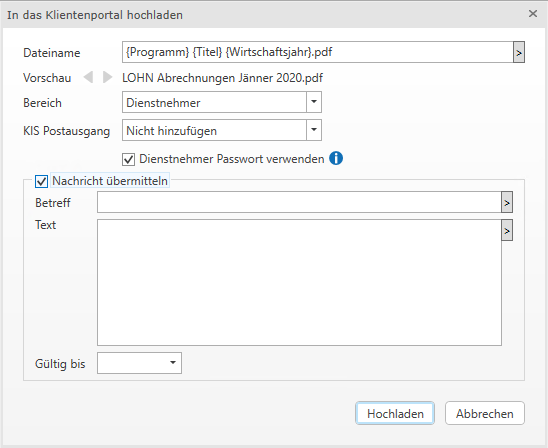 In das Klientenportal hochladen
Dateiname {Programm} {Titel} {Wirtschaftsjahr}.pdf >
Vorschau LOHN Abrechnungen Jänner 2020.pdf
Bereich Dienstnehmer
KIS Postausgang Nicht hinzufügen
Dienstnehmer Passwort verwenden i
Nachricht übermitteln
Betreff >
Text >
Gültig bis
Hochladen Abbrechen